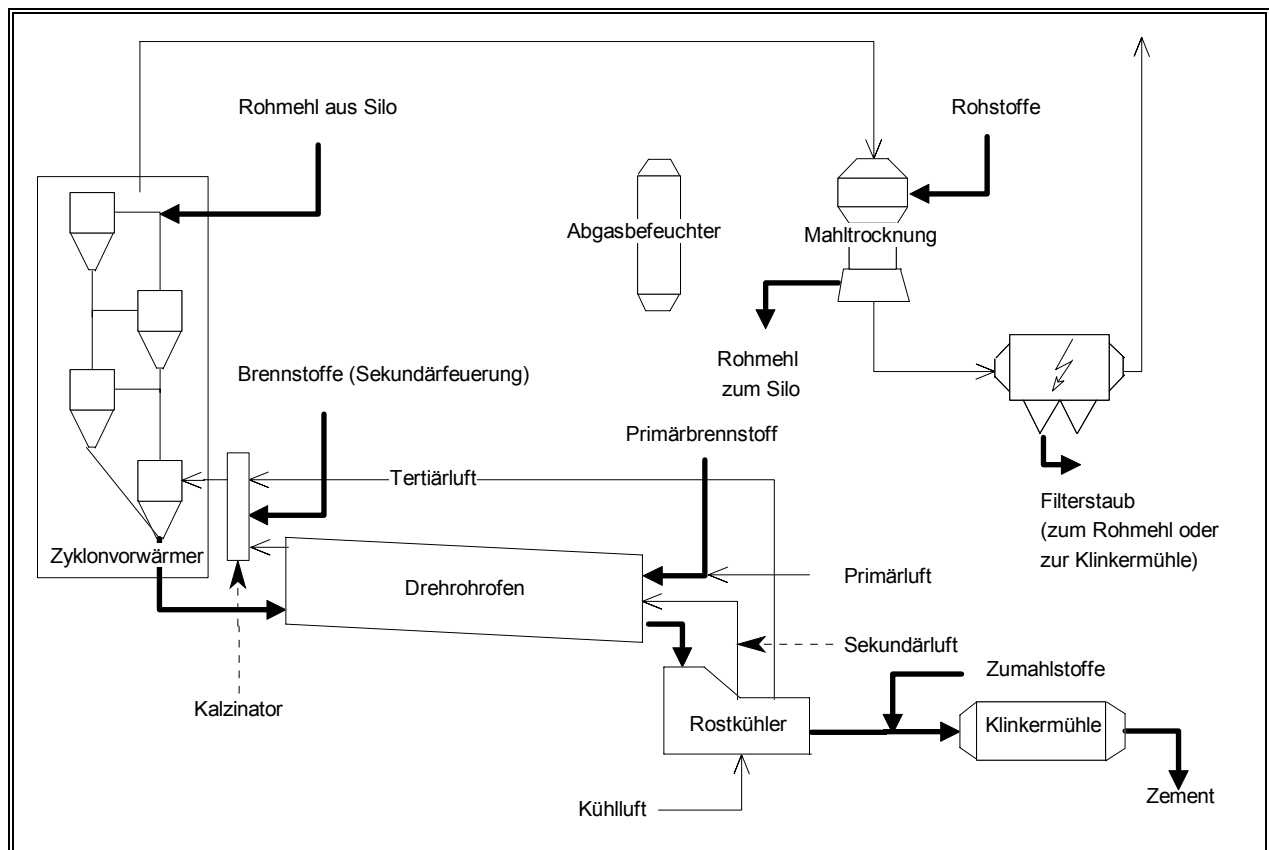 Rohmehl aus Silo
Rohstoffe
Abgasbefeuchter
Mahltrocknung
Rohmehl
zum Silo
Brennstoffe (Sekundärfeuerung)
Primärbrennstoff
Tertiärluft
Filterstaub
(zum Rohmehl oder
zur Klinkermühle)
Zyklonvorwärmer
Drehrohrofen
Primärluft
Sekundärluft
Kalzinator
Zumahlstoffe
Rostkühler
Klinkermühle
Kühlluft
Zement